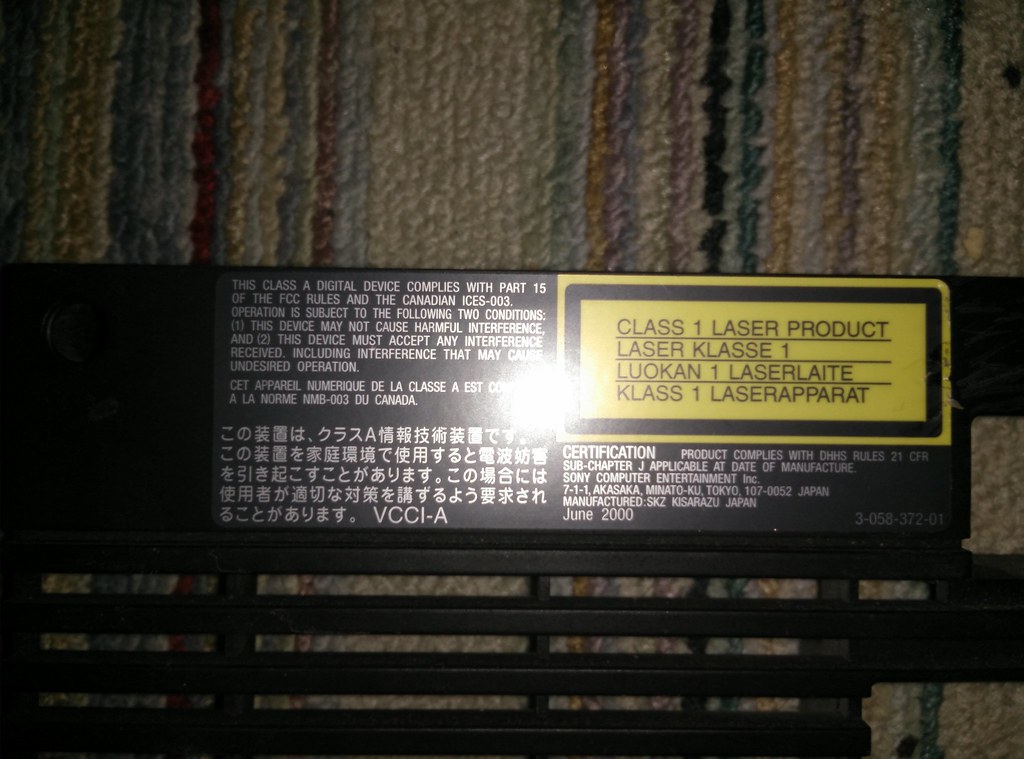 THIS CLASS A DIGITAL DEVICE COMPLIES WITH PART 15
OF THE FCC RULES AND THE CANADIAN ICES-003.
OPERATION IS SUBJECT TO THE FOLLOWING TWO CONDITIONS:
(1) THIS DEVICE MAY NOT CAUSE HARMFUL INTERFERENCE,
AND (2) THIS DEVICE MUST ACCEPT ANY INTERFERENCE
RECEIVED. INCLUDING INTERFERENCE THAT MAY CAUSE
UNDESIRED OPERATION.
CET APPAREIL NUMERIQUE DE LA CLASSE A EST
A LA NORME NMB-003 DU CANADA.
この装置は、クラスA情報技術装置です。
この装置を家庭環境で使用すると電波妨害
を引き起こすことがあります。この場合には
使用者が適切な対策を講ずるよう要求され
ることがあります。 VCCI-A
CLASS 1 LASER PRODUCT
LASER KLASSE 1
LUOKAN 1 LASERLAITE
KLASS 1 LASERAPPARAT
CERTIFICATION PRODUCT COMPLIES WITH DHHS RULES 21 CFR
SUB-CHAPTER J APPLICABLE AT DATE OF MANUFACTURE.
SONY COMPUTER ENTERTAINMENT Inc.
7-1-1, AKASAKA, MINATO-KU, TOKYO, 107-0052 JAPAN
MANUFACTURED:SKZ KISARAZU JAPAN
June 2000
3-058-372-01